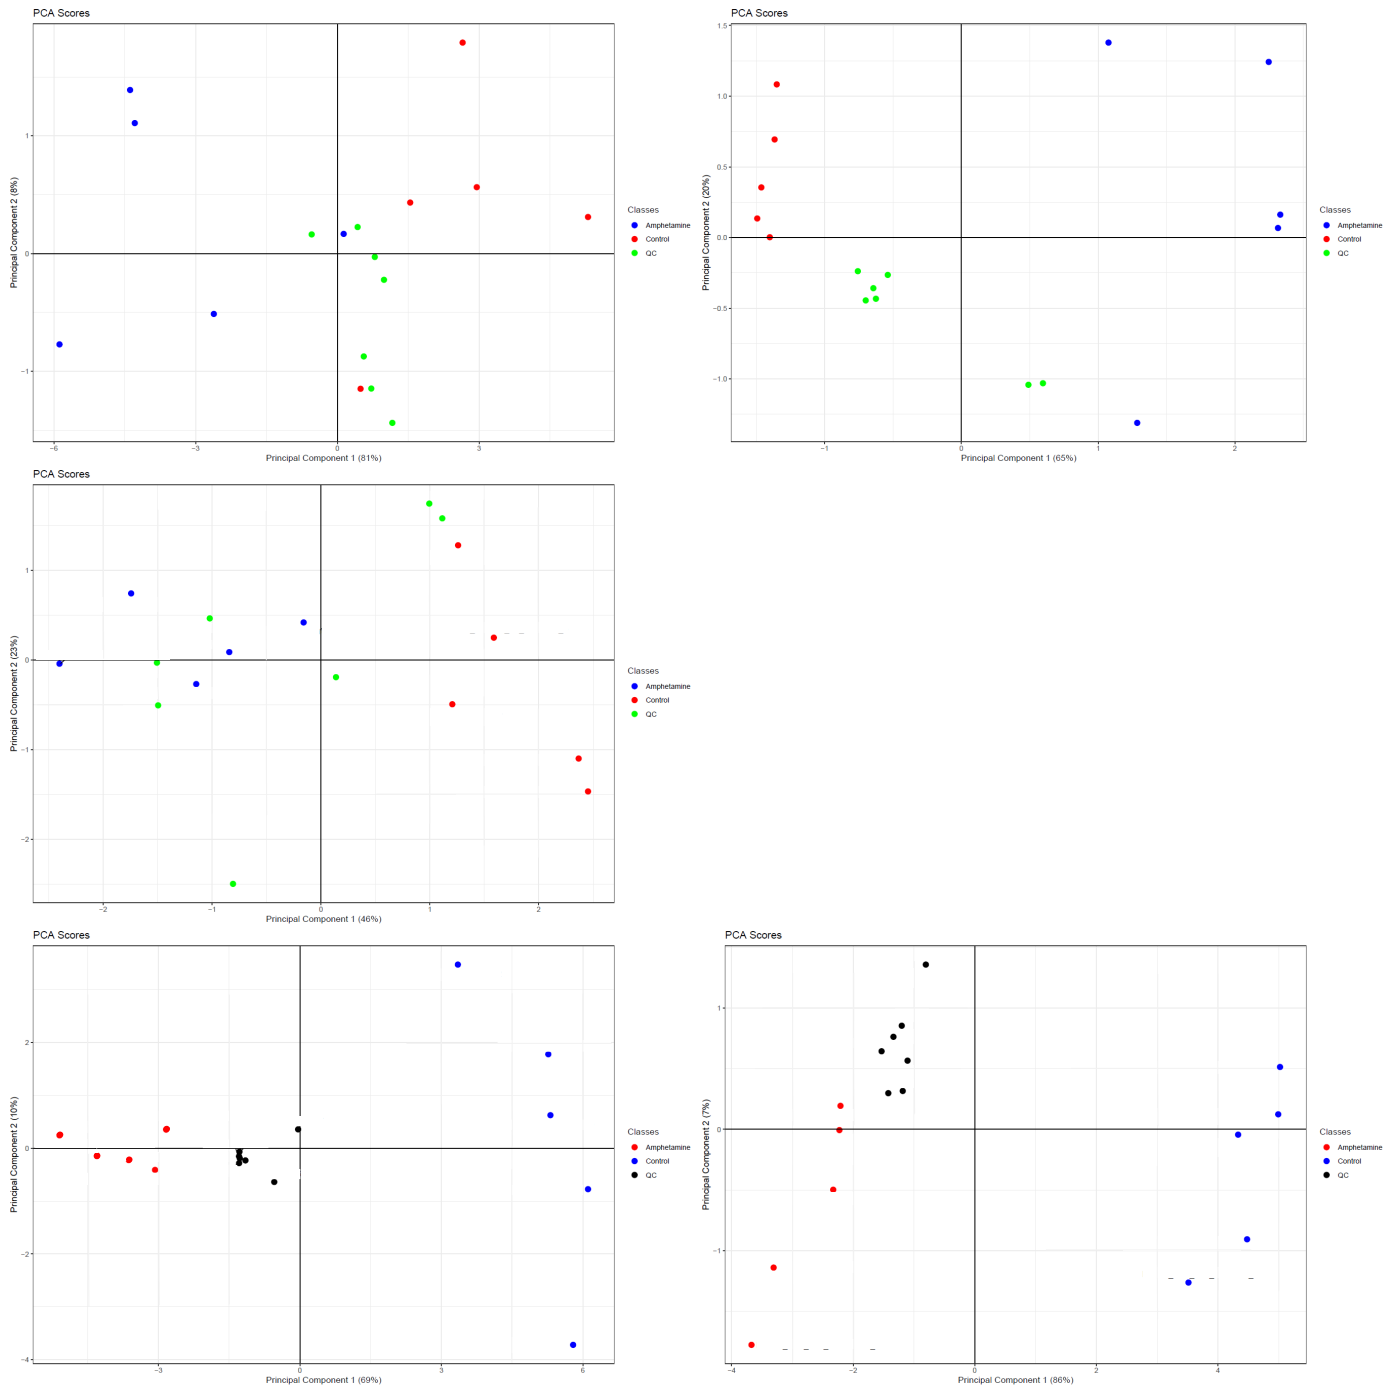 PCA Scores
Principal Component 2 (8%)
1
0
−1
−6
−3
0
3
Principal Component 1 (81%)
Classes
Amphetamine
Control
QC
PCA Scores
Principal Component 2 (20%)
1.5
1.0
0.5
0.0
−0.5
−1.0
−1
0
1
2
Principal Component 1 (65%)
Classes
Amphetamine
Control
QC
PCA Scores
Principal Component 2 (23%)
1
0
−1
−2
−2
−1
0
1
2
Principal Component 1 (46%)
Classes
Amphetamine
Control
QC
PCA Scores
Principal Component 2 (10%)
2
0
−2
−4
−3
0
3
6
Principal Component 1 (69%)
Classes
Amphetamine
Control
QC
PCA Scores
Principal Component 2 (7%)
1
0
−1
−4
−2
0
2
4
Principal Component 1 (86%)
Classes
Amphetamine
Control
QC